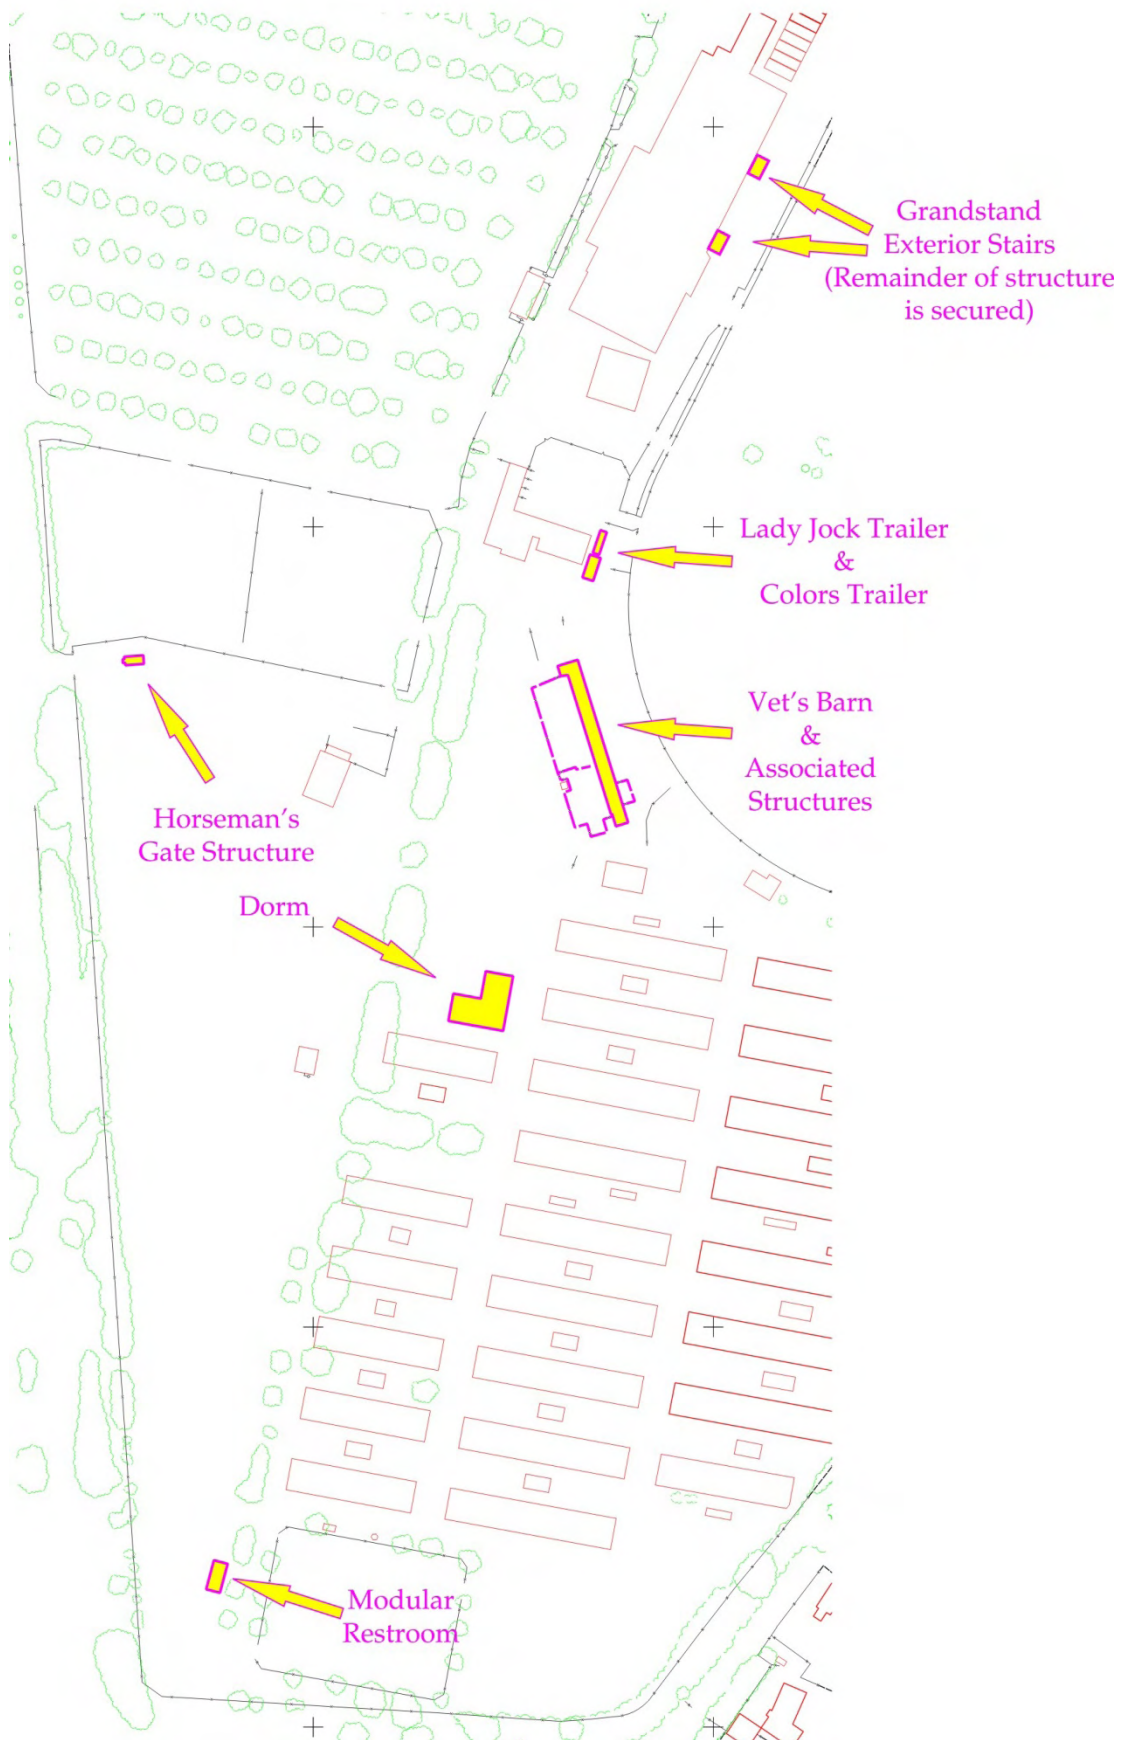 Grandstand
Exterior Stairs
(Remainder of structure
is secured)
Lady Jock Trailer
&
Colors Trailer
Vet's Barn
&
Associated
Structures
Horseman's
Gate Structure
Dorm
Modular
Restroom